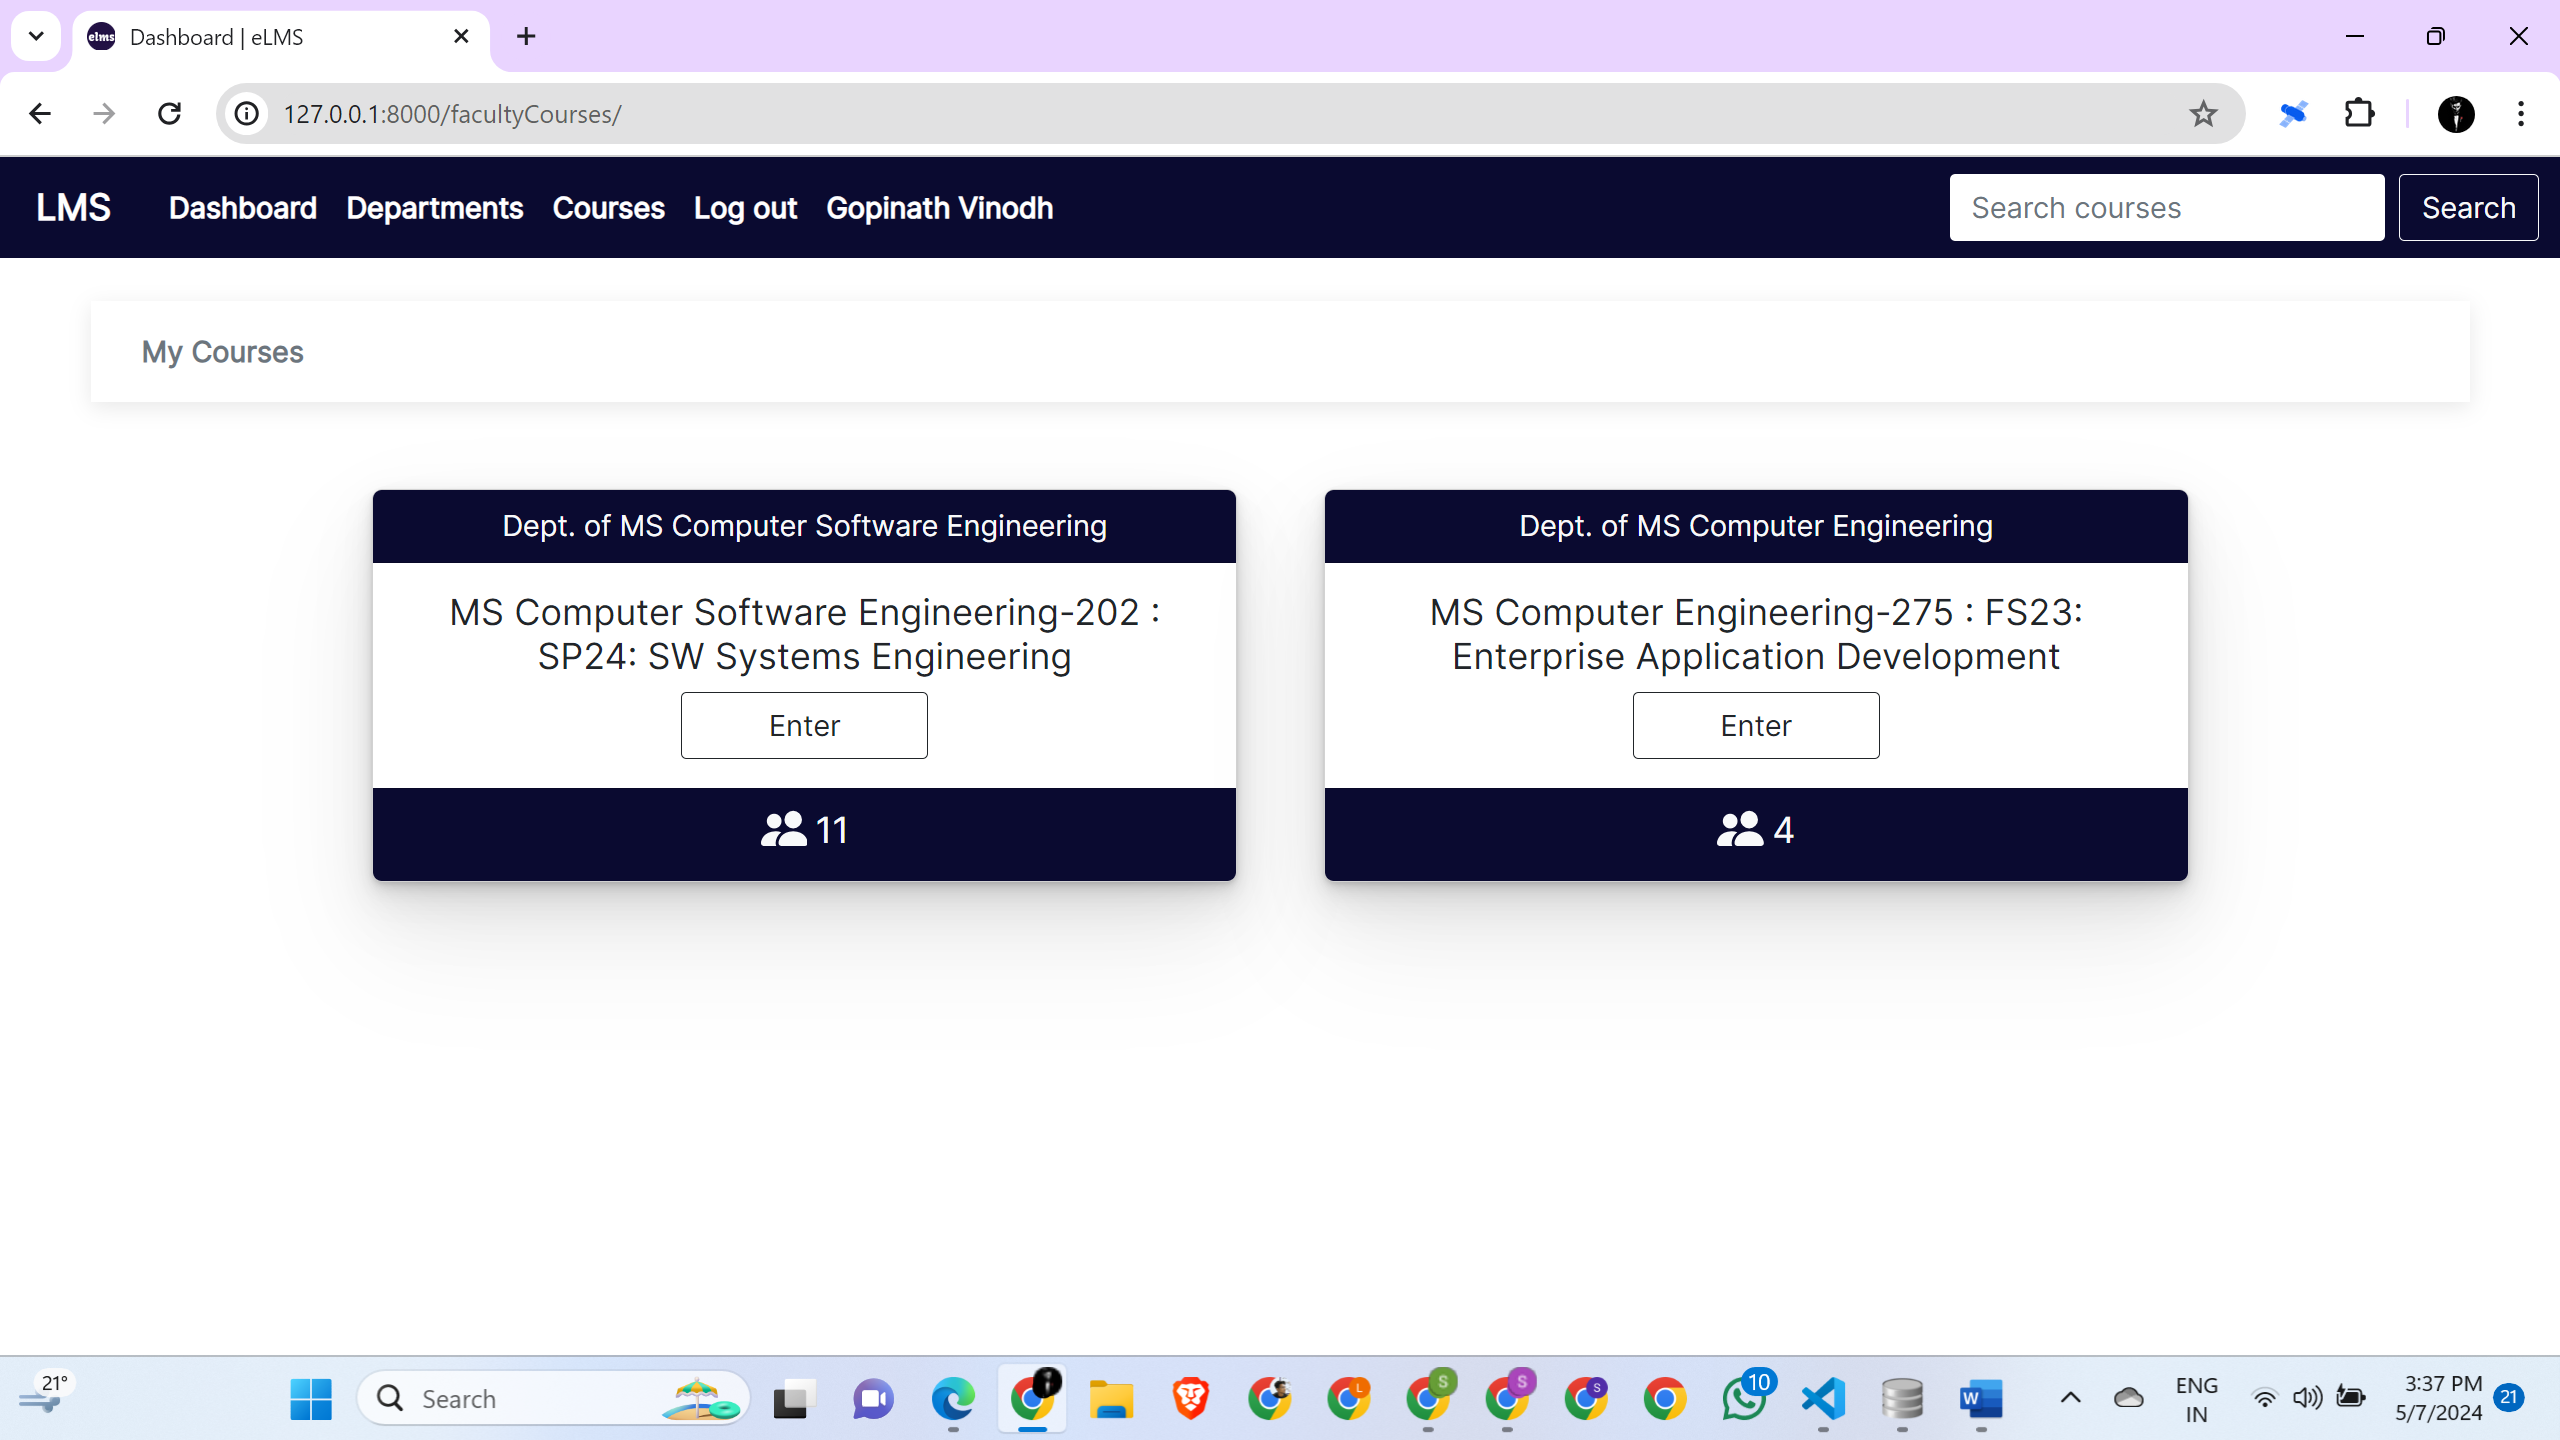 elms Dashboard | eLMS
127.0.0.1:8000/facultyCourses/
LMS Dashboard Departments Courses Log out Gopinath Vinodh Search courses Search
My Courses
Dept. of MS Computer Software Engineering
MS Computer Software Engineering-202 :
SP24: SW Systems Engineering
Enter
11
Dept. of MS Computer Engineering
MS Computer Engineering-275 : FS23:
Enterprise Application Development
Enter
4
21°
Search
L
S
S
S
10
W
ENG
IN
3:37 PM
5/7/2024
21